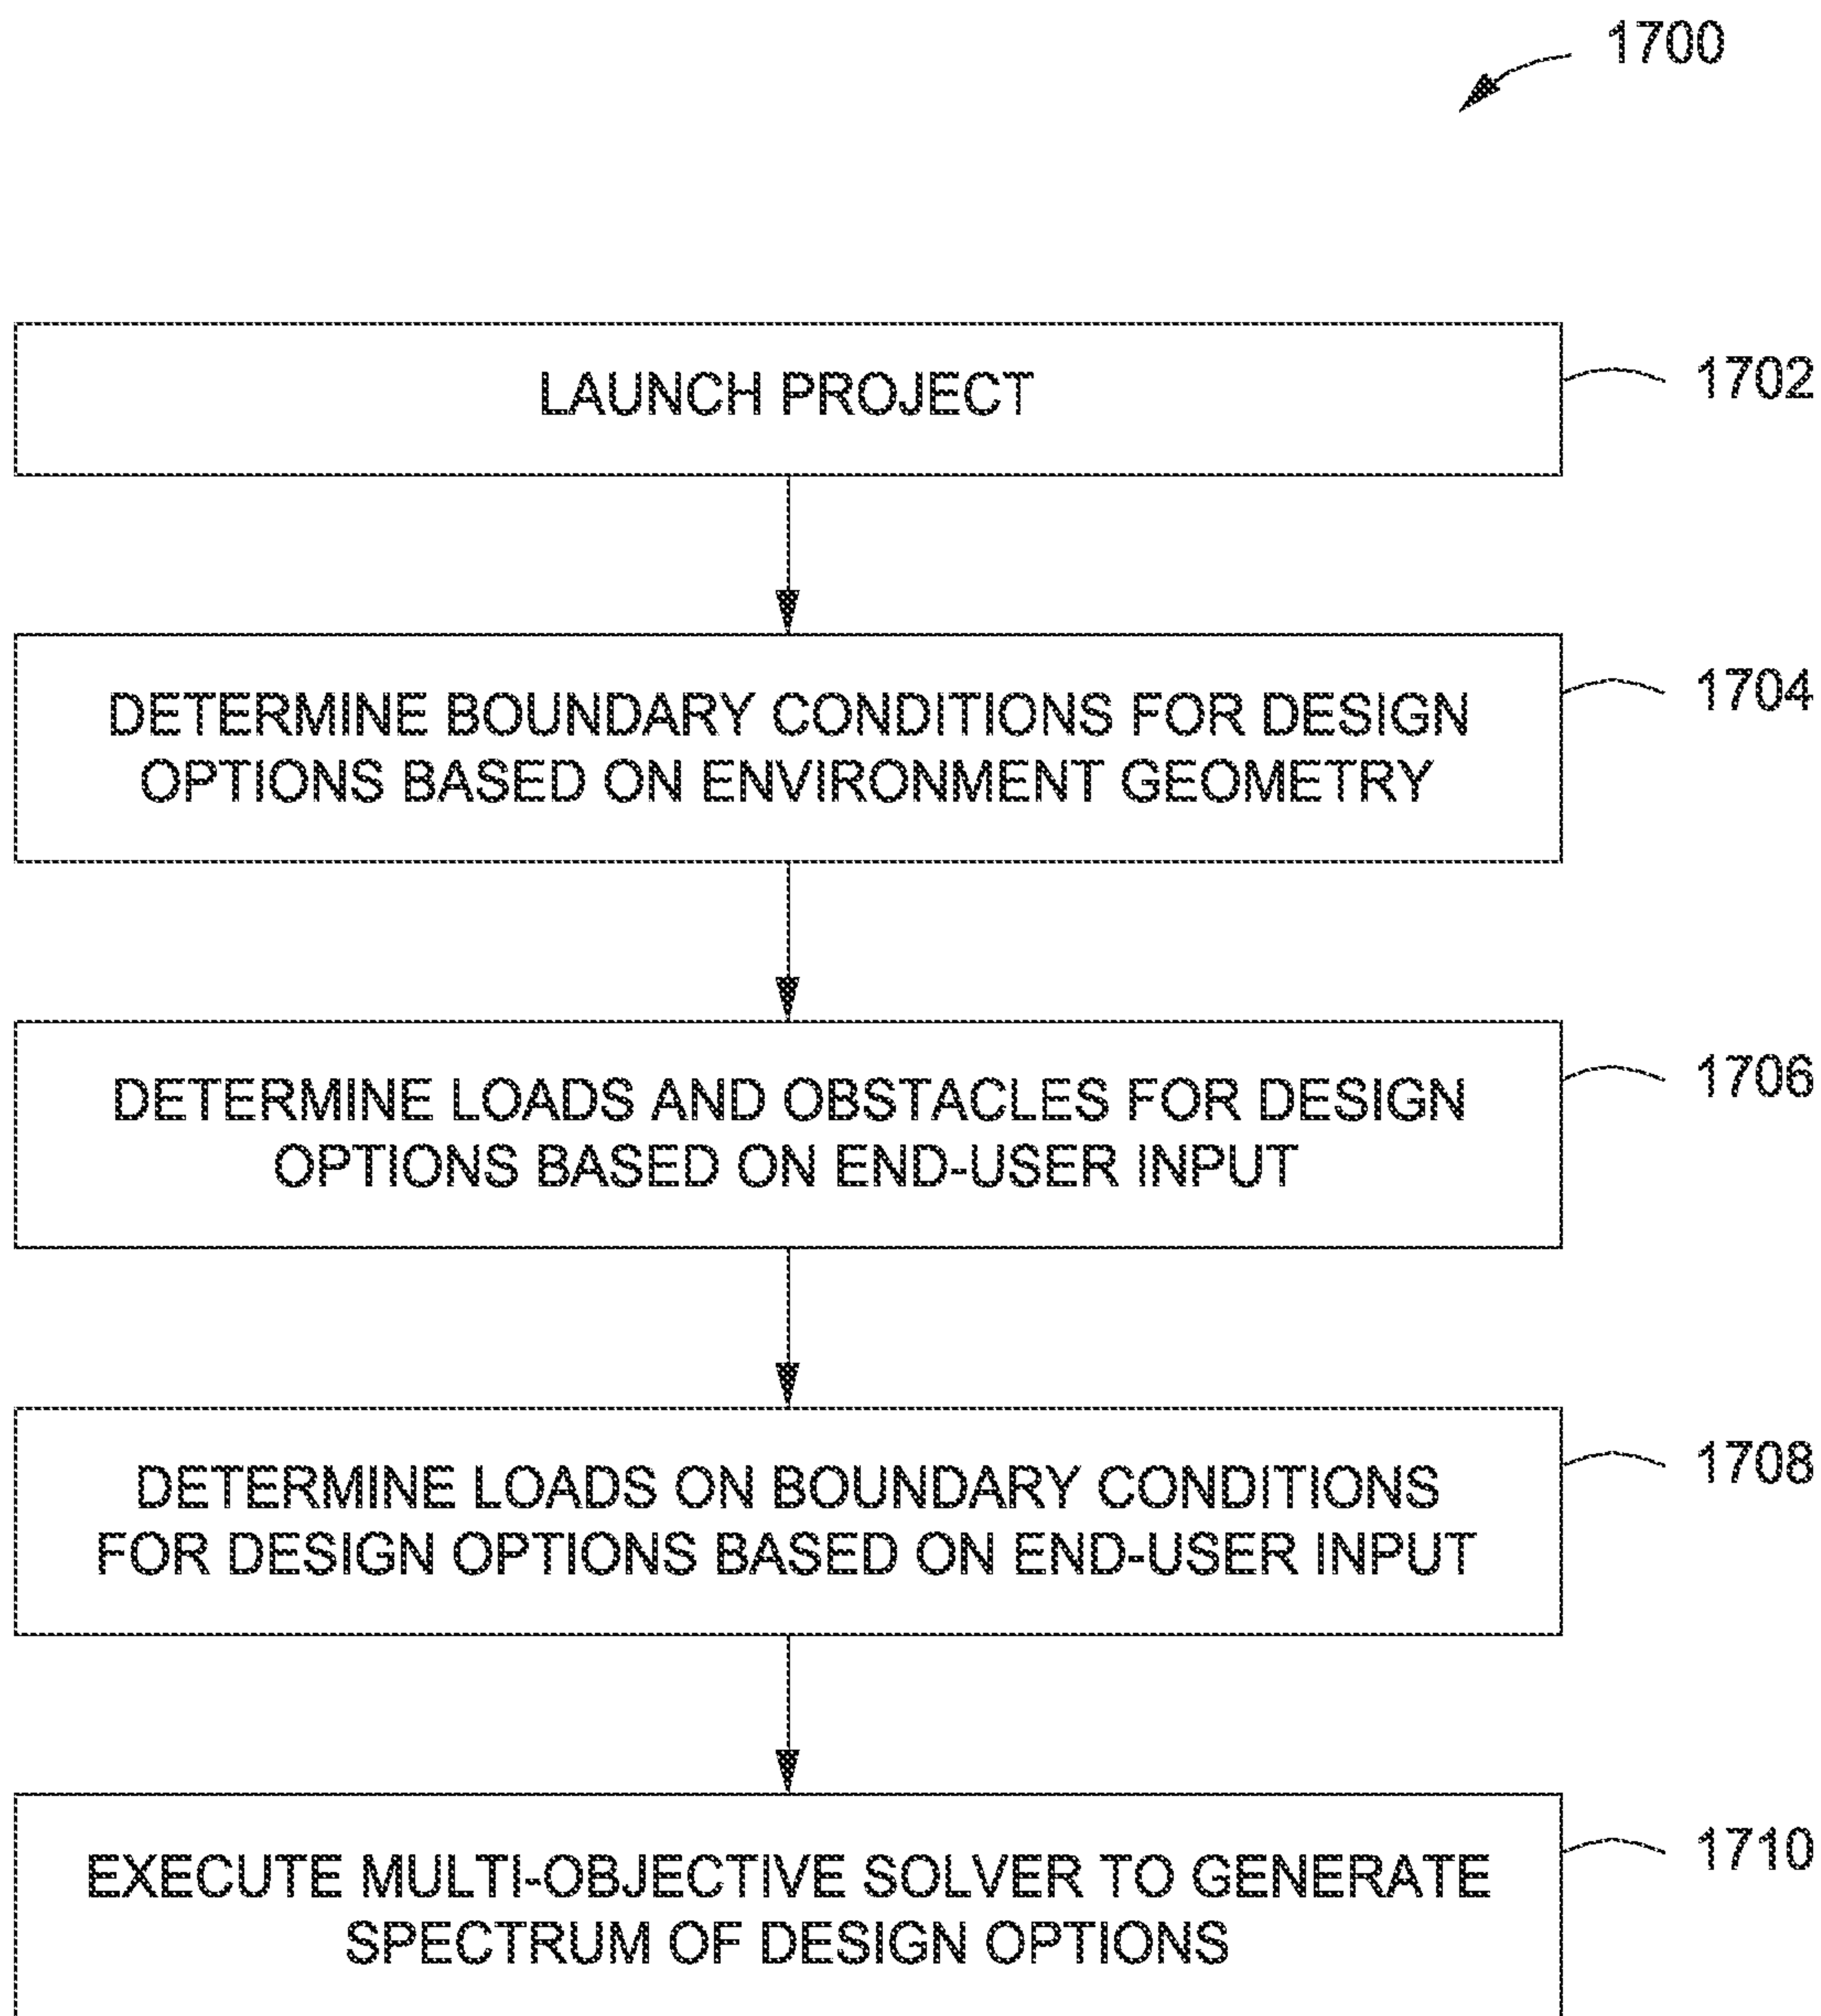 1700
LAUNCH PROJECT
1702
DETERMINE BOUNDARY CONDITIONS FOR DESIGN
OPTIONS BASED ON ENVIRONMENT GEOMETRY
1704
DETERMINE LOADS AND OBSTACLES FOR DESIGN
OPTIONS BASED ON END-USER INPUT
1706
DETERMINE LOADS ON BOUNDARY CONDITIONS
FOR DESIGN OPTIONS BASED ON END-USER INPUT
1708
EXECUTE MULTI-OBJECTIVE SOLVER TO GENERATE
SPECTRUM OF DESIGN OPTIONS
1710